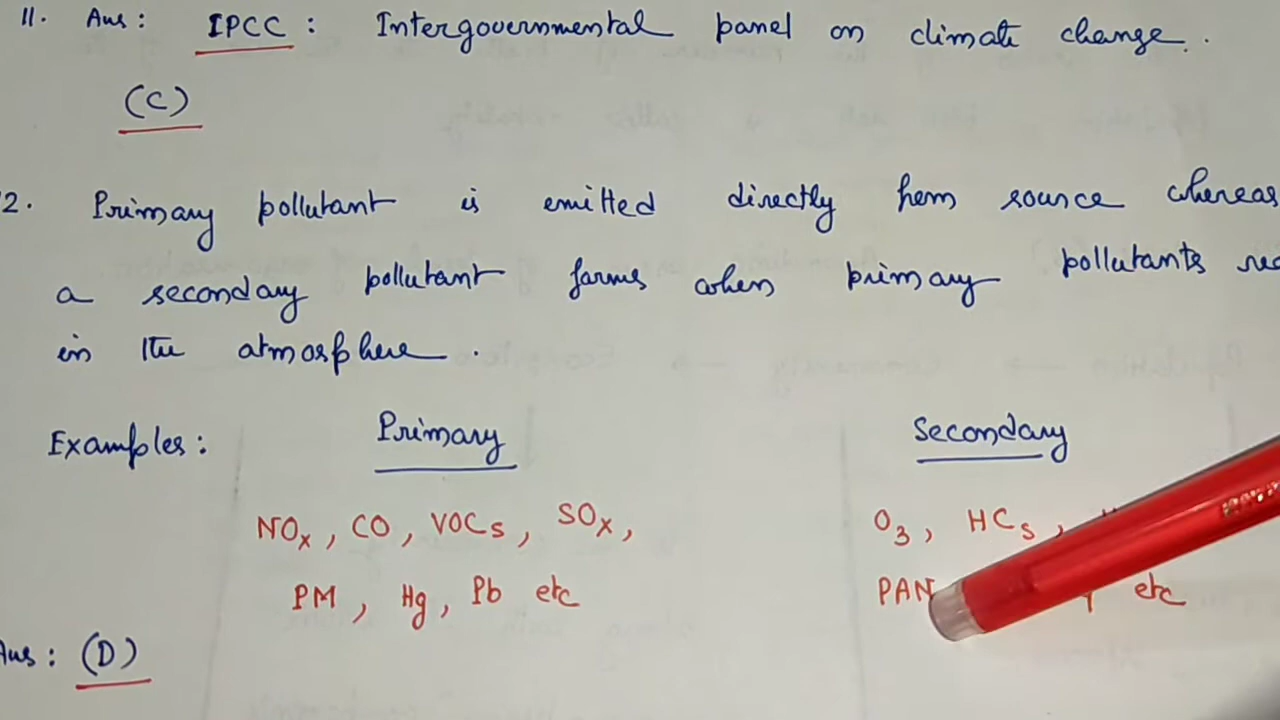 11. Ans : IPCC : Intergovernmental panel on climate change.
(C)
2. Primary pollutant is emitted directly from source whereas
a secondary pollutant forms when primary pollutants
in the atmosphere.
Examples : Primary Secondary
NOx, CO, VOCs, SOx, O3, HCs,
PM, Hg, Pb etc PAN etc
Ans : (D)